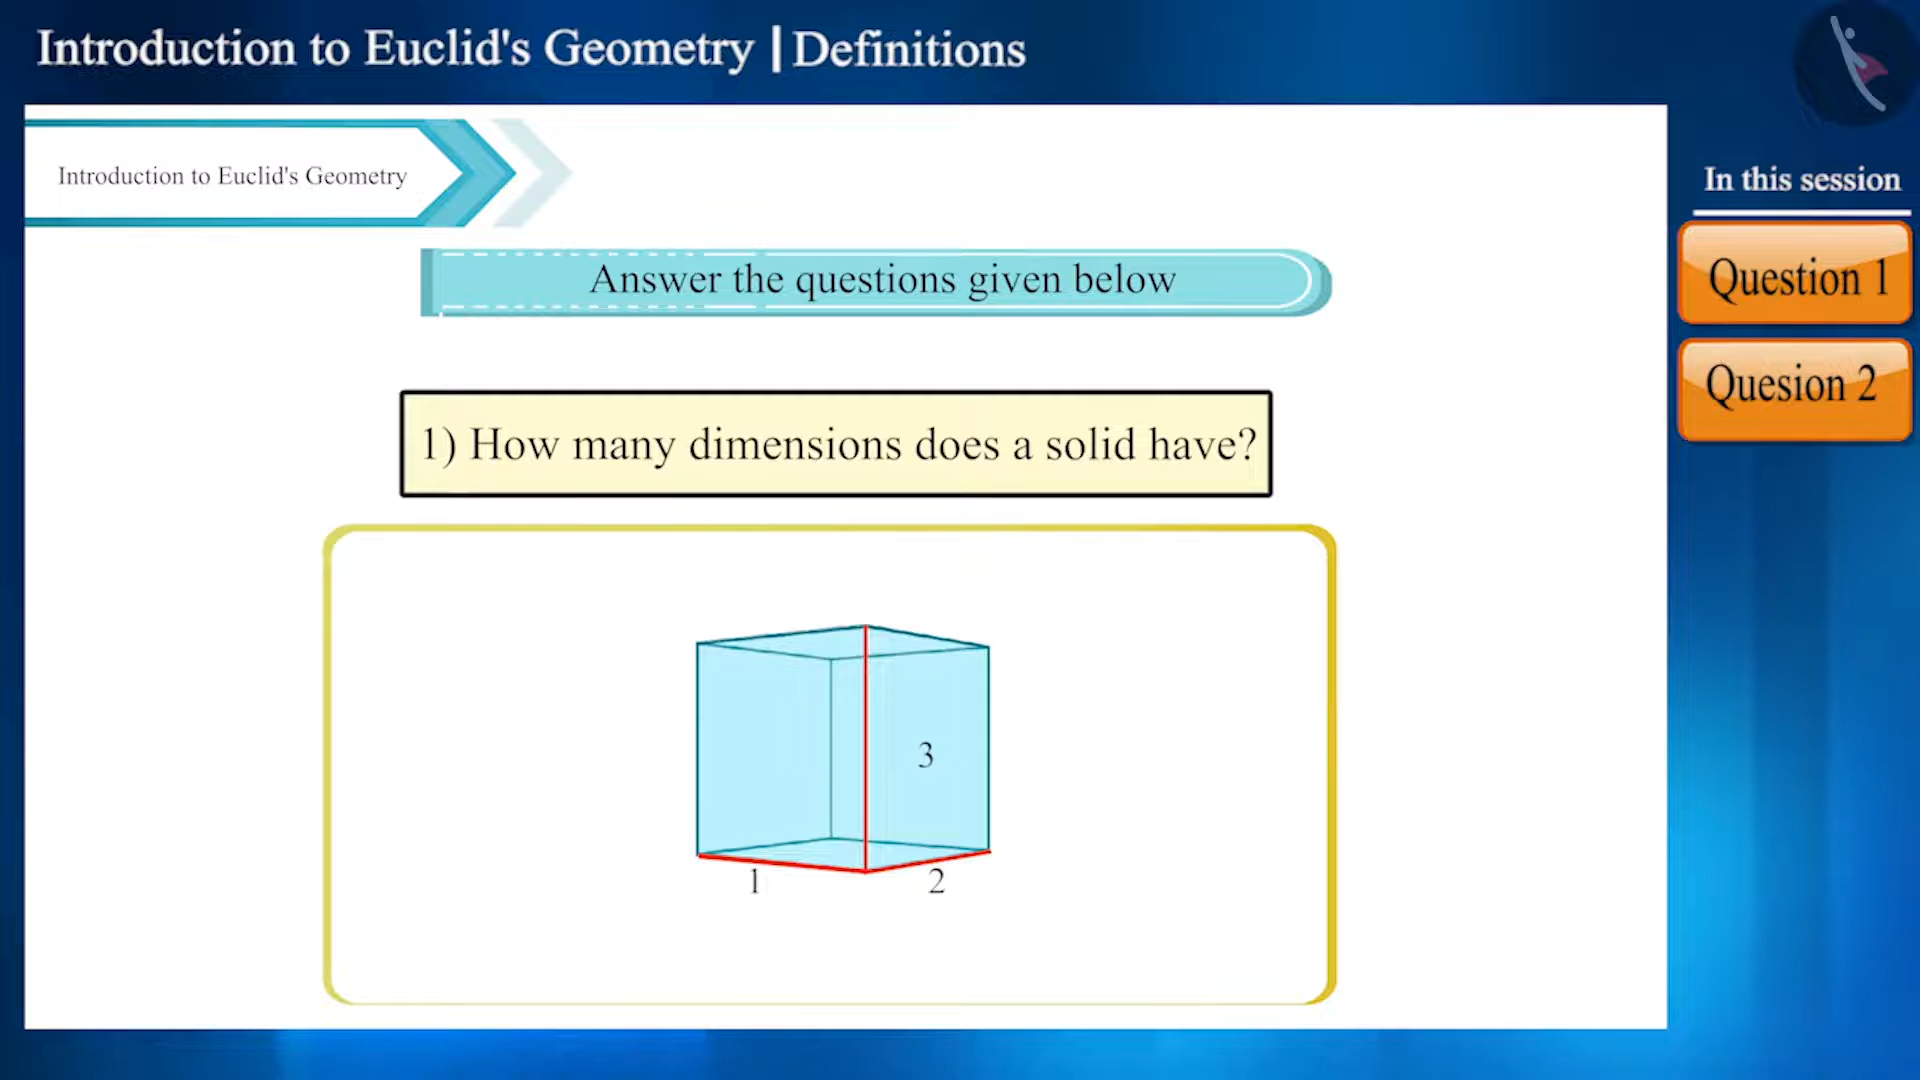 Introduction to Euclid's Geometry | Definitions
In this session
Question 1
Quesion 2
Introduction to Euclid's Geometry
Answer the questions given below
1) How many dimensions does a solid have?
3
1
2